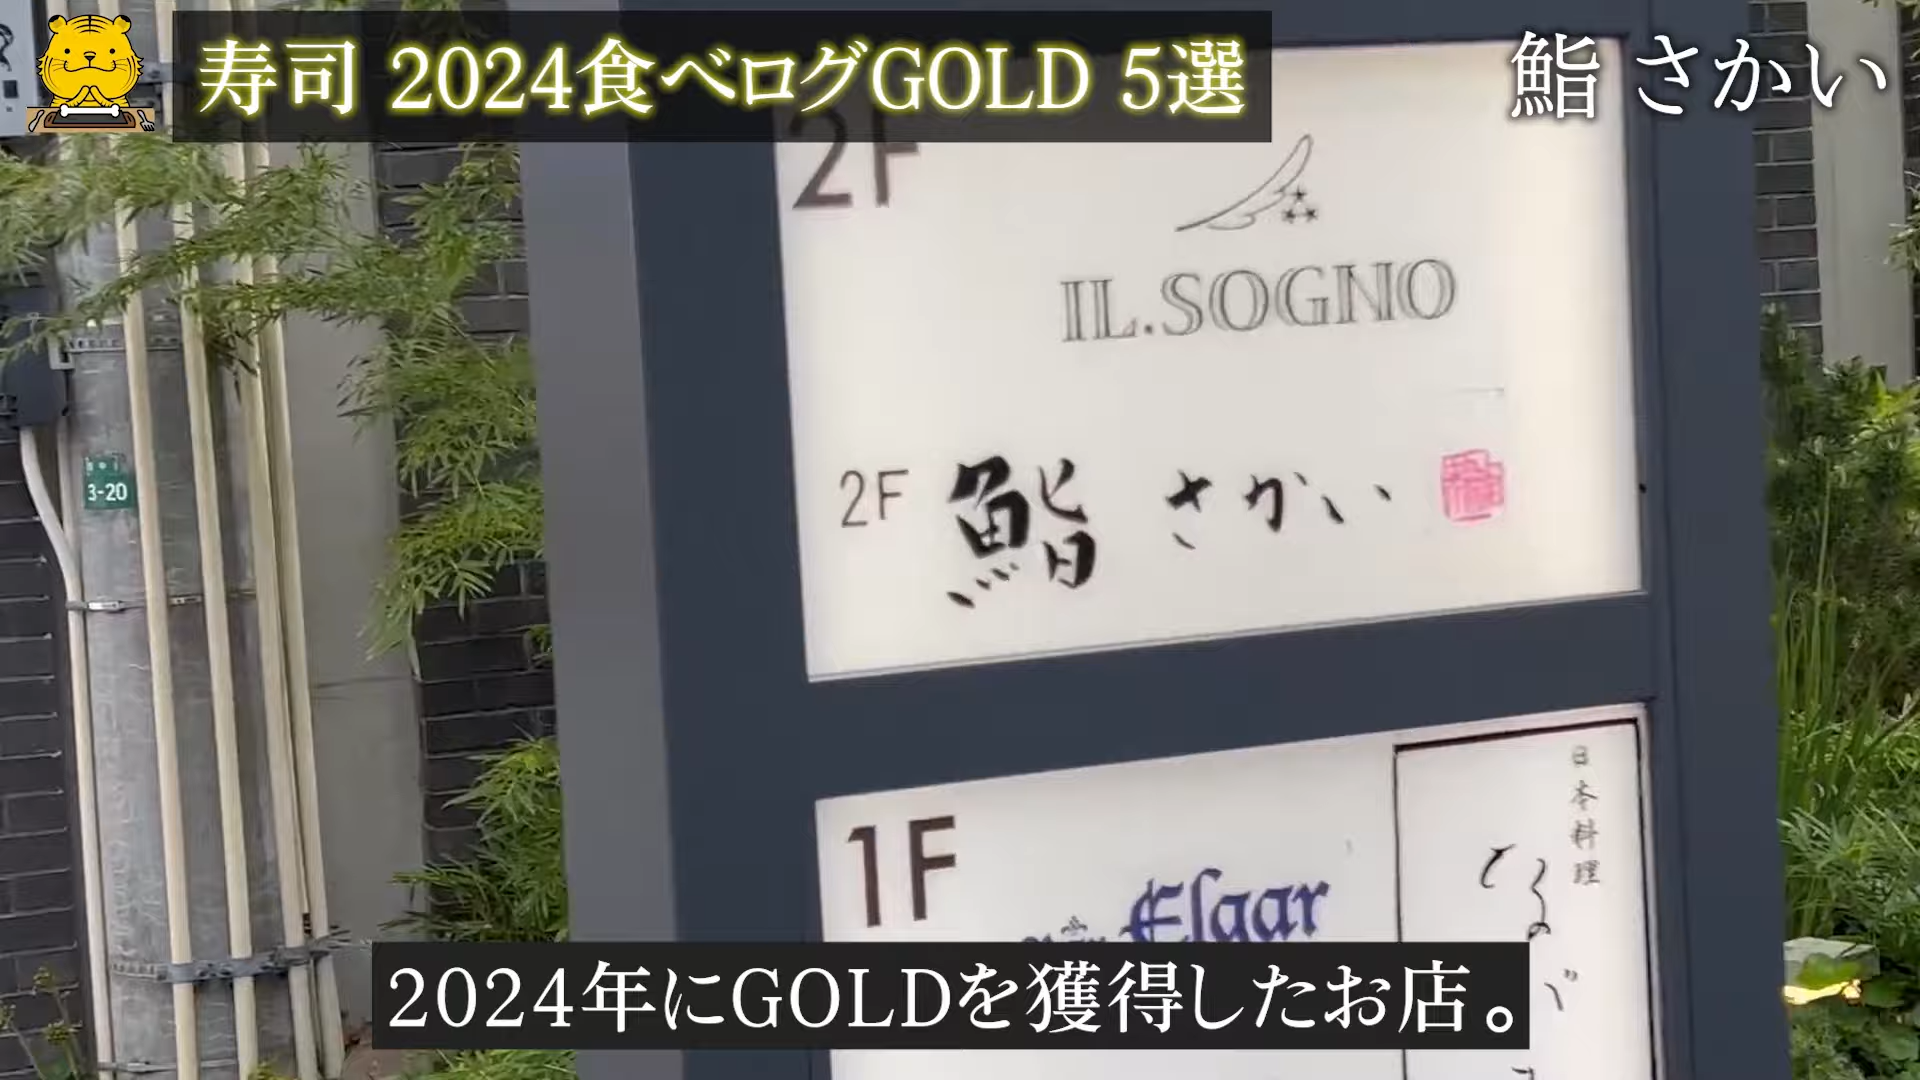 寿司 2024食べログGOLD 5選
鮨 さかい
2F
IL.SOGNO
2F 鮨 さかい
3-20
1F
Elgar
日本料理
2024年にGOLDを獲得したお店。